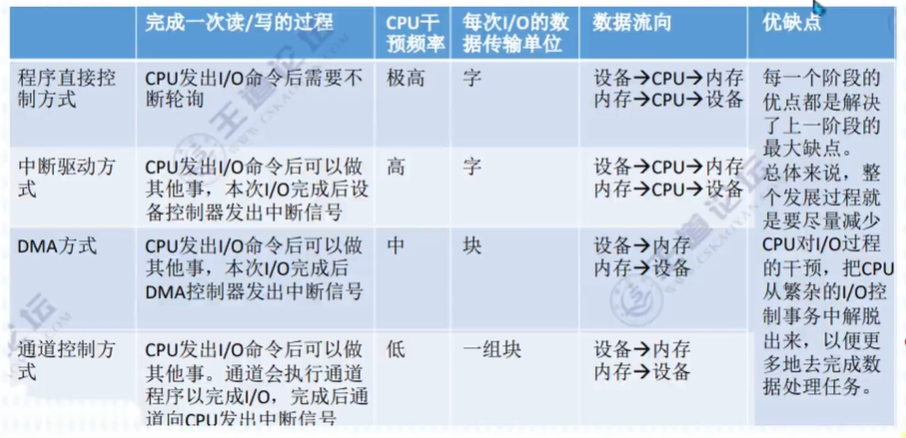 完成一次读/写的过程
CPU干
预频率
每次I/O的数
据传输单位
数据流向
优缺点
程序直接控
制方式
CPU发出I/O命令后需要不
断轮询
极高
字
设备→CPU→内存
内存→CPU→设备
中断驱动方
式
CPU发出I/O命令后可以做
其他事，本次I/O完成后设
备控制器发出中断信号
高
字
设备→CPU→内存
内存→CPU→设备
DMA方式
CPU发出I/O命令后可以做
其他事，本次I/O完成后
DMA控制器发出中断信号
中
块
设备→内存
内存→设备
通道控制方
式
CPU发出I/O命令后可以做
其他事。通道会执行通道
程序以完成I/O，完成后通
道向CPU发出中断信号
低
一组块
设备→内存
内存→设备
每一个阶段的
优点都是解决
了上一阶段的
最大缺点。
总体来说，整
个发展过程就
是要尽量减少
CPU对I/O过程
的干预，把CPU
从繁杂的I/O控
制事务中解脱
出来，以便更
多地去完成数
据处理任务。
王道论坛
WWW.CSKAOYAN.COM
王道论坛